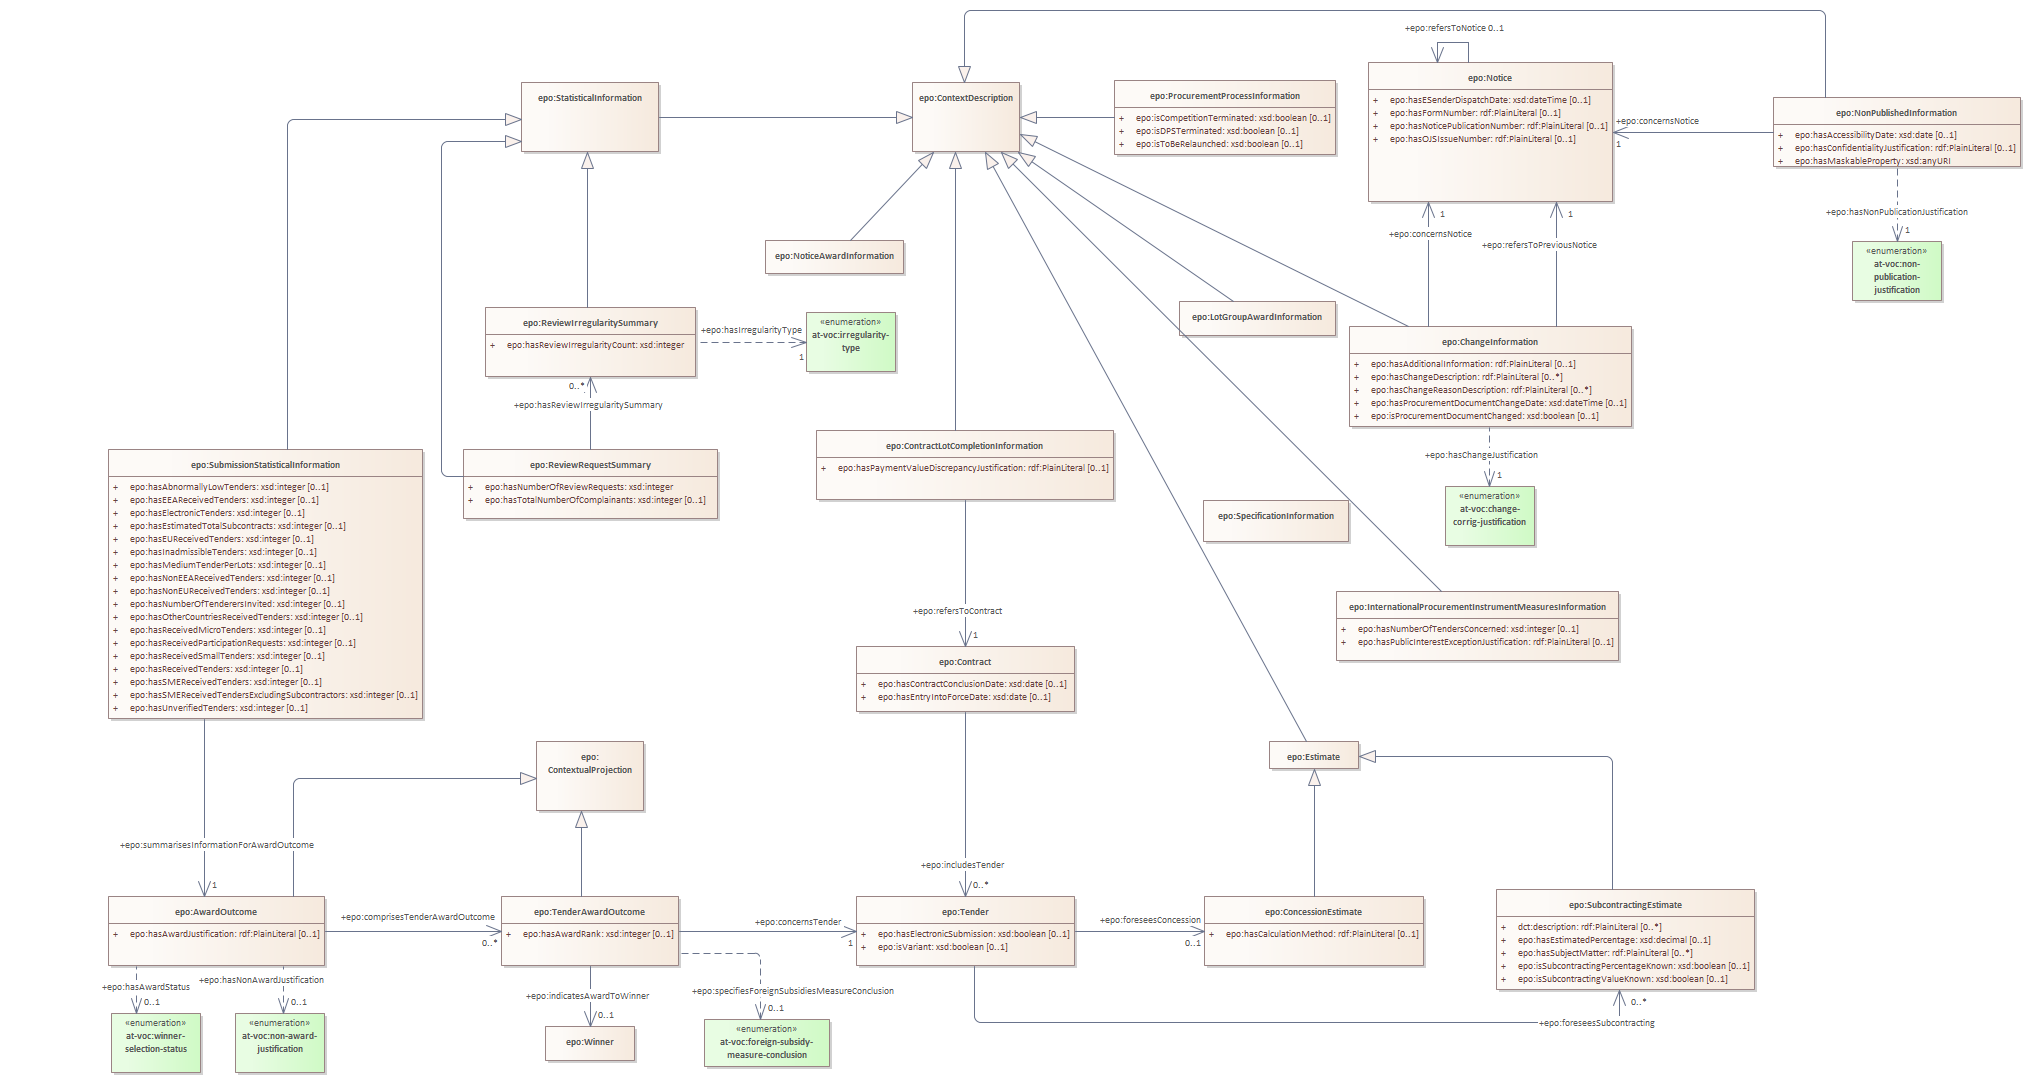 +epo:refersToNotice 0..1
epo:StatisticalInformation
epo:ContextDescription
epo:ProcurementProcessInformation
+ epo:isCompetitionTerminated: xsd:boolean [0..1]
+ epo:isDPSTerminated: xsd:boolean [0..1]
+ epo:isToBeRelaunched: xsd:boolean [0..1]
epo:Notice
+ epo:hasESenderDispatchDate: xsd:dateTime [0..1]
+ epo:hasFormNumber: rdf:PlainLiteral [0..1]
+ epo:hasNoticePublicationNumber: rdf:PlainLiteral [0..1]
+ epo:hasOJSIssueNumber: rdf:PlainLiteral [0..1]
+epo:concernsNotice
1
epo:NonPublishedInformation
+ epo:hasAccessibilityDate: xsd:date [0..1]
+ epo:hasConfidentialityJustification: rdf:PlainLiteral [0..1]
+ epo:hasMaskableProperty: xsd:anyURI
+epo:hasNonPublicationJustification
1
«enumeration»
at-voc:non-
publication-
justification
1
+epo:concernsNotice
1
+epo:refersToPreviousNotice
epo:NoticeAwardInformation
epo:LotGroupAwardInformation
epo:ReviewIrregularitySummary
+ epo:hasReviewIrregularityCount: xsd:integer
+epo:hasIrregularityType
1
«enumeration»
at-voc:irregularity-
type
0..*
+epo:hasReviewIrregularitySummary
epo:ChangeInformation
+ epo:hasAdditionalInformation: rdf:PlainLiteral [0..1]
+ epo:hasChangeDescription: rdf:PlainLiteral [0..*]
+ epo:hasChangeReasonDescription: rdf:PlainLiteral [0..*]
+ epo:hasProcurementDocumentChangeDate: xsd:dateTime [0..1]
+ epo:isProcurementDocumentChanged: xsd:boolean [0..1]
+epo:hasChangeJustification
1
«enumeration»
at-voc:change-
corrig-justification
epo:SubmissionStatisticalInformation
+ epo:hasAbnormallyLowTenders: xsd:integer [0..1]
+ epo:hasEEAReceivedTenders: xsd:integer [0..1]
+ epo:hasElectronicTenders: xsd:integer [0..1]
+ epo:hasEstimatedTotalSubcontracts: xsd:integer [0..1]
+ epo:hasEUReceivedTenders: xsd:integer [0..1]
+ epo:hasInadmissibleTenders: xsd:integer [0..1]
+ epo:hasMediumTenderPerLots: xsd:integer [0..1]
+ epo:hasNonEEAReceivedTenders: xsd:integer [0..1]
+ epo:hasNonEUReceivedTenders: xsd:integer [0..1]
+ epo:hasNumberOfTenderersInvited: xsd:integer [0..1]
+ epo:hasOtherCountriesReceivedTenders: xsd:integer [0..1]
+ epo:hasReceivedMicroTenders: xsd:integer [0..1]
+ epo:hasReceivedParticipationRequests: xsd:integer [0..1]
+ epo:hasReceivedSmallTenders: xsd:integer [0..1]
+ epo:hasReceivedTenders: xsd:integer [0..1]
+ epo:hasSMEReceivedTenders: xsd:integer [0..1]
+ epo:hasSMEReceivedTendersExcludingSubcontractors: xsd:integer [0..1]
+ epo:hasUnverifiedTenders: xsd:integer [0..1]
epo:ReviewRequestSummary
+ epo:hasNumberOfReviewRequests: xsd:integer
+ epo:hasTotalNumberOfComplainants: xsd:integer [0..1]
epo:ContractLotCompletionInformation
+ epo:hasPaymentValueDiscrepancyJustification: rdf:PlainLiteral [0..1]
epo:SpecificationInformation
+epo:refersToContract
1
epo:InternationalProcurementInstrumentMeasuresInformation
+ epo:hasNumberOfTendersConcerned: xsd:integer [0..1]
+ epo:hasPublicInterestExceptionJustification: rdf:PlainLiteral [0..1]
epo:Contract
+ epo:hasContractConclusionDate: xsd:date [0..1]
+ epo:hasEntryIntoForceDate: xsd:date [0..1]
epo:
ContextualProjection
epo:Estimate
+epo:summarisesInformationForAwardOutcome
1
+epo:includesTender
0..*
epo:AwardOutcome
+ epo:hasAwardJustification: rdf:PlainLiteral [0..1]
+epo:comprisesTenderAwardOutcome
0..*
epo:TenderAwardOutcome
+ epo:hasAwardRank: xsd:integer [0..1]
+epo:concernsTender
1
epo:Tender
+ epo:hasElectronicSubmission: xsd:boolean [0..1]
+ epo:isVariant: xsd:boolean [0..1]
+epo:foreseesConcession
0..1
epo:ConcessionEstimate
+ epo:hasCalculationMethod: rdf:PlainLiteral [0..1]
epo:SubcontractingEstimate
+ dct:description: rdf:PlainLiteral [0..*]
+ epo:hasEstimatedPercentage: xsd:decimal [0..1]
+ epo:hasSubjectMatter: rdf:PlainLiteral [0..*]
+ epo:isSubcontractingPercentageKnown: xsd:boolean [0..1]
+ epo:isSubcontractingValueKnown: xsd:boolean [0..1]
+epo:hasAwardStatus
0..1
+epo:hasNonAwardJustification
0..1
+epo:indicatesAwardToWinner
0..1
+epo:specifiesForeignSubsidiesMeasureConclusion
0..1
0..*
+epo:foreseesSubcontracting
«enumeration»
at-voc:winner-
selection-status
«enumeration»
at-voc:non-award-
justification
epo:Winner
«enumeration»
at-voc:foreign-subsidy-
measure-conclusion